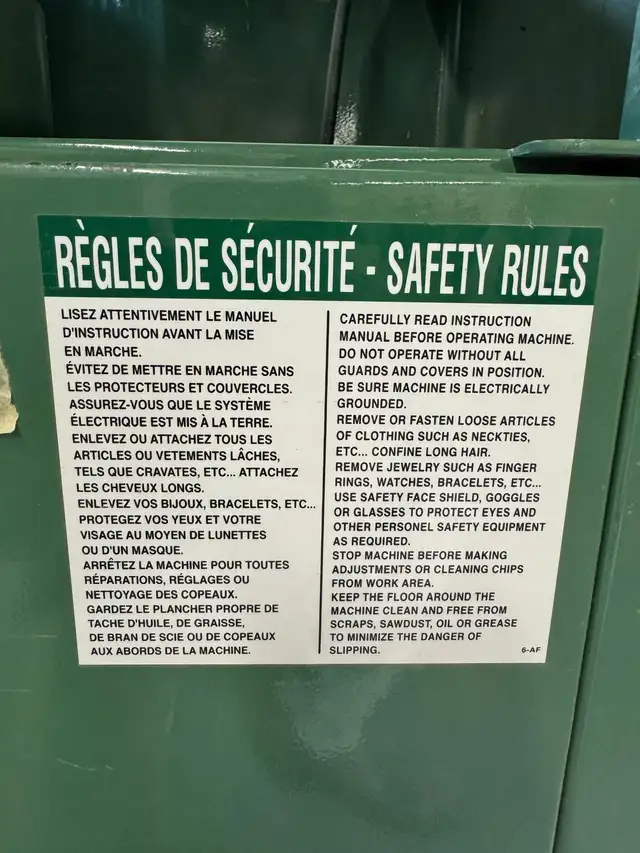 RÈGLES DE SÉCURITÉ - SAFETY RULES
LISEZ ATTENTIVEMENT LE MANUEL
D'INSTRUCTION AVANT LA MISE
EN MARCHE.
ÉVITEZ DE METTRE EN MARCHE SANS
LES PROTECTEURS ET COUVERCLES.
ASSUREZ-VOUS QUE LE SYSTÈME
ÉLECTRIQUE EST MIS À LA TERRE.
ENLEVEZ OU ATTACHEZ TOUS LES
ARTICLES OU VETEMENTS LÂCHES,
TELS QUE CRAVATES, ETC... ATTACHEZ
LES CHEVEUX LONGS.
ENLEVEZ VOS BIJOUX, BRACELETS, ETC...
PROTEGEZ VOS YEUX ET VOTRE
VISAGE AU MOYEN DE LUNETTES
OU D'UN MASQUE.
ARRÊTEZ LA MACHINE POUR TOUTES
RÉPARATIONS, RÉGLAGES OU
NETTOYAGE DES COPEAUX.
GARDEZ LE PLANCHER PROPRE DE
TACHE D'HUILE, DE GRAISSE,
DE BRAN DE SCIE OU DE COPEAUX
AUX ABORDS DE LA MACHINE.
CAREFULLY READ INSTRUCTION
MANUAL BEFORE OPERATING MACHINE.
DO NOT OPERATE WITHOUT ALL
GUARDS AND COVERS IN POSITION.
BE SURE MACHINE IS ELECTRICALLY
GROUNDED.
REMOVE OR FASTEN LOOSE ARTICLES
OF CLOTHING SUCH AS NECKTIES,
ETC... CONFINE LONG HAIR.
REMOVE JEWELRY SUCH AS FINGER
RINGS, WATCHES, BRACELETS, ETC...
USE SAFETY FACE SHIELD, GOGGLES
OR GLASSES TO PROTECT EYES AND
OTHER PERSONEL SAFETY EQUIPMENT
AS REQUIRED.
STOP MACHINE BEFORE MAKING
ADJUSTMENTS OR CLEANING CHIPS
FROM WORK AREA.
KEEP THE FLOOR AROUND THE
MACHINE CLEAN AND FREE FROM
SCRAPS, SAWDUST, OIL OR GREASE
TO MINIMIZE THE DANGER OF
SLIPPING.
6-AF